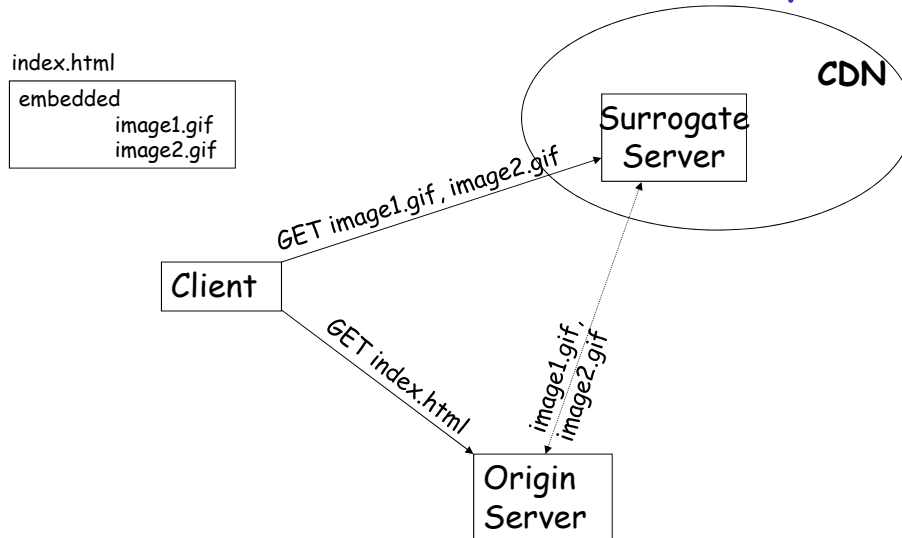 index.html
embedded
image1.gif
image2.gif
CDN
Surrogate
Server
GET image1.gif, image2.gif
Client
GET index.html
image1.gif,
image2.gif
Origin
Server